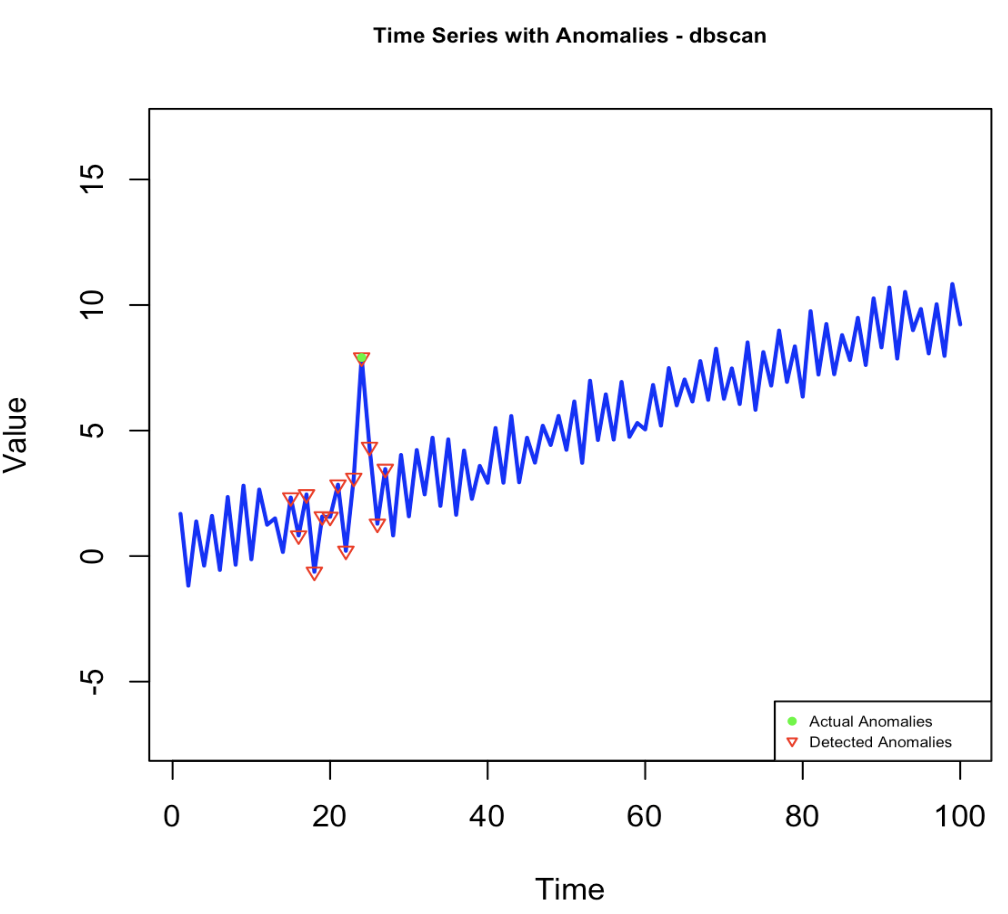 Time Series with Anomalies - dbscan
15
10
5
0
-5
Value
Actual Anomalies
Detected Anomalies
0 20 40 60 80 100
Time